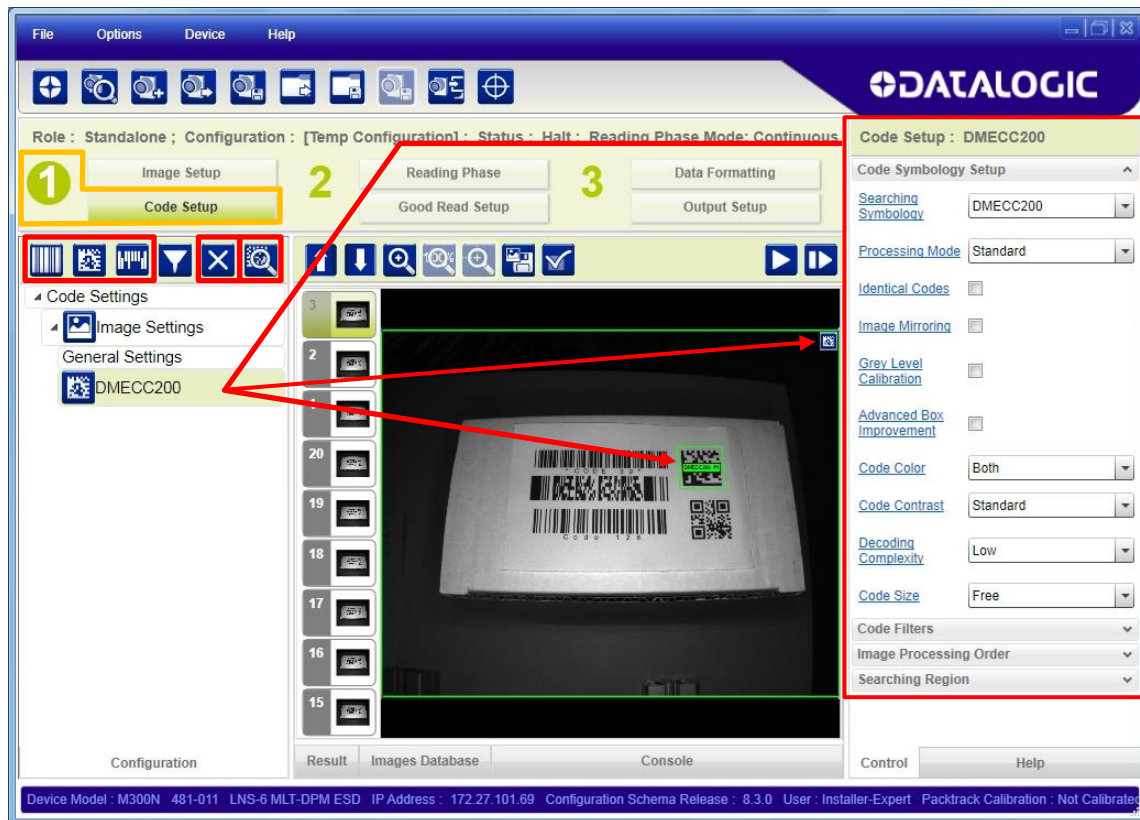 File Options Device Help
DATALOGIC
Role : Standalone ; Configuration : [Temp Configuration] ; Status : Halt ; Reading Phase Mode: Continuous
1
Image Setup
Code Setup
2
Reading Phase
Good Read Setup
3
Data Formatting
Output Setup
Code Setup : DMECC200
Code Symbology Setup
Searching Symbology DMECC200
Processing Mode Standard
Identical Codes
Image Mirroring
Grey Level Calibration
Advanced Box Improvement
Code Color Both
Code Contrast Standard
Decoding Complexity Low
Code Size Free
Code Filters
Image Processing Order
Searching Region
Control Help
100%
Code Settings
Image Settings
General Settings
DMECC200
Configuration
3
2
1
20
19
18
17
16
15
*CODE 39*
DMECC200
Code 128
Result Images Database Console
Device Model : M300N 481-011 LNS-6 MLT-DPM ESD IP Address : 172.27.101.69 Configuration Schema Release : 8.3.0 User : Installer-Expert Packtrack Calibration : Not Calibrated